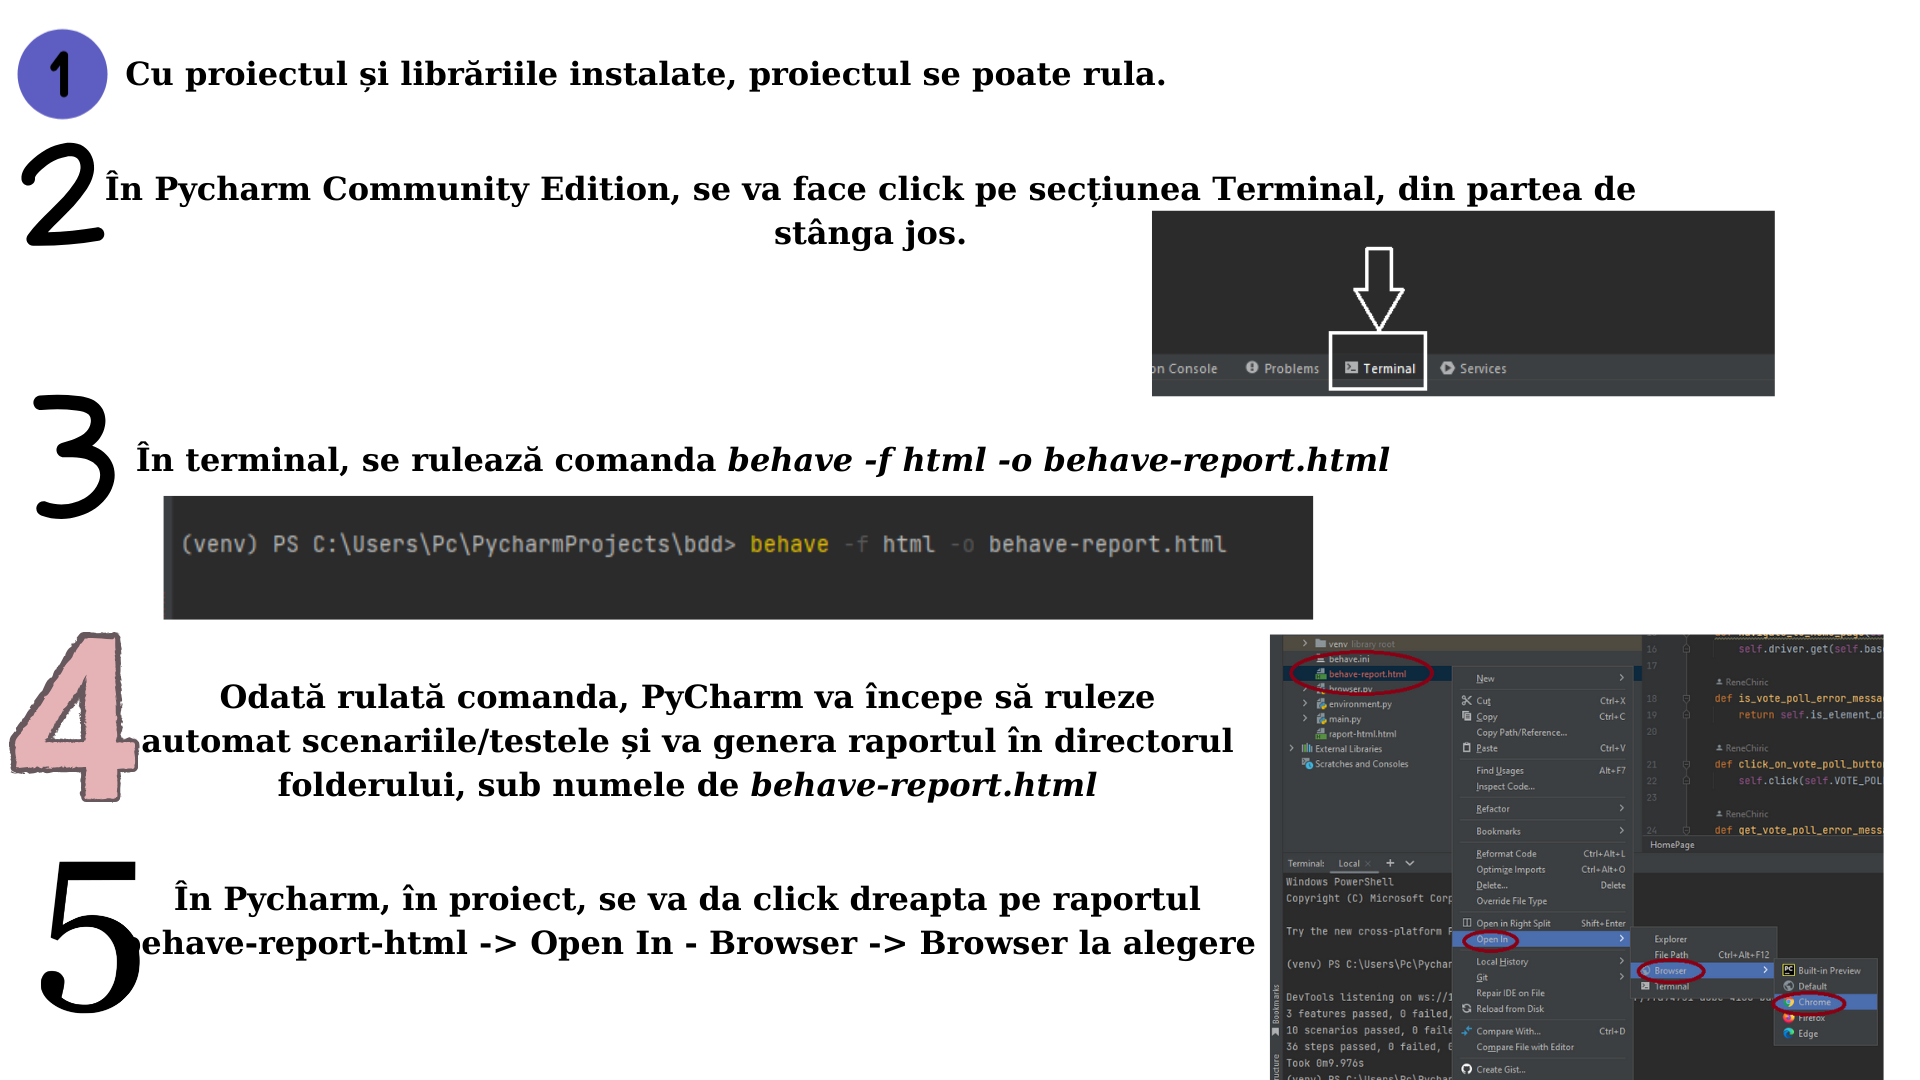 1
Cu proiectul și librăriile instalate, proiectul se poate rula.
2
În Pycharm Community Edition, se va face click pe secțiunea Terminal, din partea de
stânga jos.
on Console Problems Terminal Services
3
În terminal, se rulează comanda behave -f html -o behave-report.html
(venv) PS C:\Users\Pc\PycharmProjects\bdd> behave -f html -o behave-report.html
4
Odată rulată comanda, PyCharm va începe să ruleze
automat scenariile/testele și va genera raportul în directorul
folderului, sub numele de behave-report.html
5
În Pycharm, în proiect, se va da click dreapta pe raportul
behave-report-html -> Open In - Browser -> Browser la alegere
venv library root
behave.ini
behave-report.html
browser.py
environment.py
main.py
raport-html.html
External Libraries
Scratches and Consoles
New
Cut Ctrl+X
Copy Ctrl+C
Copy Path/Reference...
Paste Ctrl+V
Find Usages Alt+F7
Inspect Code...
Refactor
Bookmarks
Reformat Code Ctrl+Alt+L
Optimize Imports Ctrl+Alt+O
Delete... Delete
Override File Type
Open in Right Split Shift+Enter
Open In
Local History
Git
Repair IDE on File
Reload from Disk
Compare With... Ctrl+D
Compare File with Editor
Create Gist...
Explorer
File Path Ctrl+Alt+F12
Browser
Terminal
Built-in Preview
Default
Chrome
Firefox
Edge
16 self.driver.get(self.bas
17
ReneChiric
18 def is_vote_poll_error_messa
19 return self.is_element_d
20
ReneChiric
21 def click_on_vote_poll_butto
22 self.click(self.VOTE_POL
23
ReneChiric
24 def get_vote_poll_error_mess
HomePage
Terminal: Local
Windows PowerShell
Copyright (C) Microsoft Corp
Try the new cross-platform P
(venv) PS C:\Users\Pc\Pychar
DevTools listening on ws://1
3 features passed, 0 failed,
10 scenarios passed, 0 faile
36 steps passed, 0 failed,
Took 0m9.976s
(venv) PS C:\Users\Pc\Pychar
Bookmarks